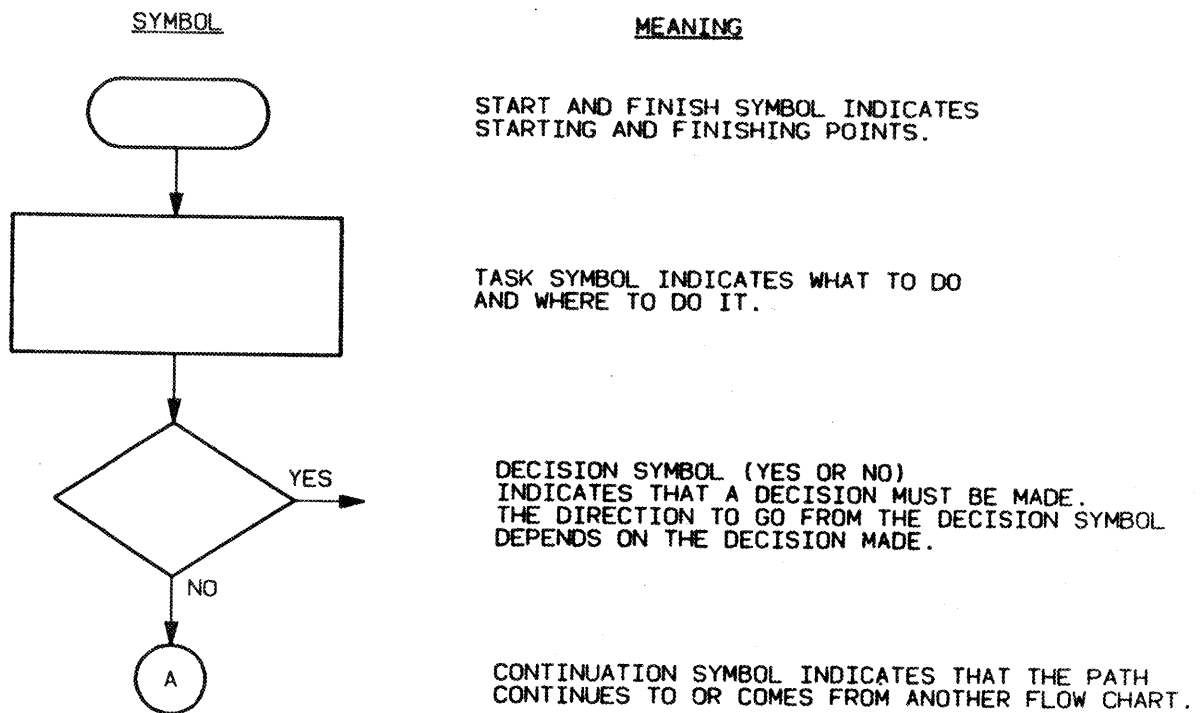 SYMBOL
MEANING
START AND FINISH SYMBOL INDICATES
STARTING AND FINISHING POINTS.
TASK SYMBOL INDICATES WHAT TO DO
AND WHERE TO DO IT.
YES
DECISION SYMBOL (YES OR NO)
INDICATES THAT A DECISION MUST BE MADE.
THE DIRECTION TO GO FROM THE DECISION SYMBOL
DEPENDS ON THE DECISION MADE.
NO
A
CONTINUATION SYMBOL INDICATES THAT THE PATH
CONTINUES TO OR COMES FROM ANOTHER FLOW CHART.